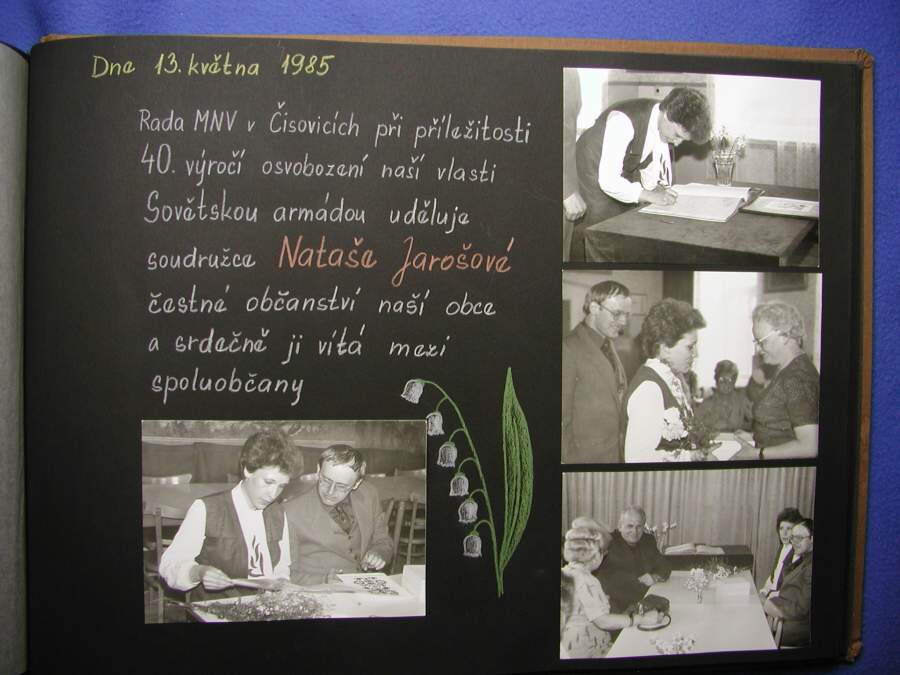 Dne 13. května 1985
Rada MNV v Čisovicích při příležitosti
40. výročí osvobození naší vlasti
Sovětskou armádou uděluje
soudružce Nataše Jarošové
čestné občanství naší obce
a srdečně ji vítá mezi
spoluobčany